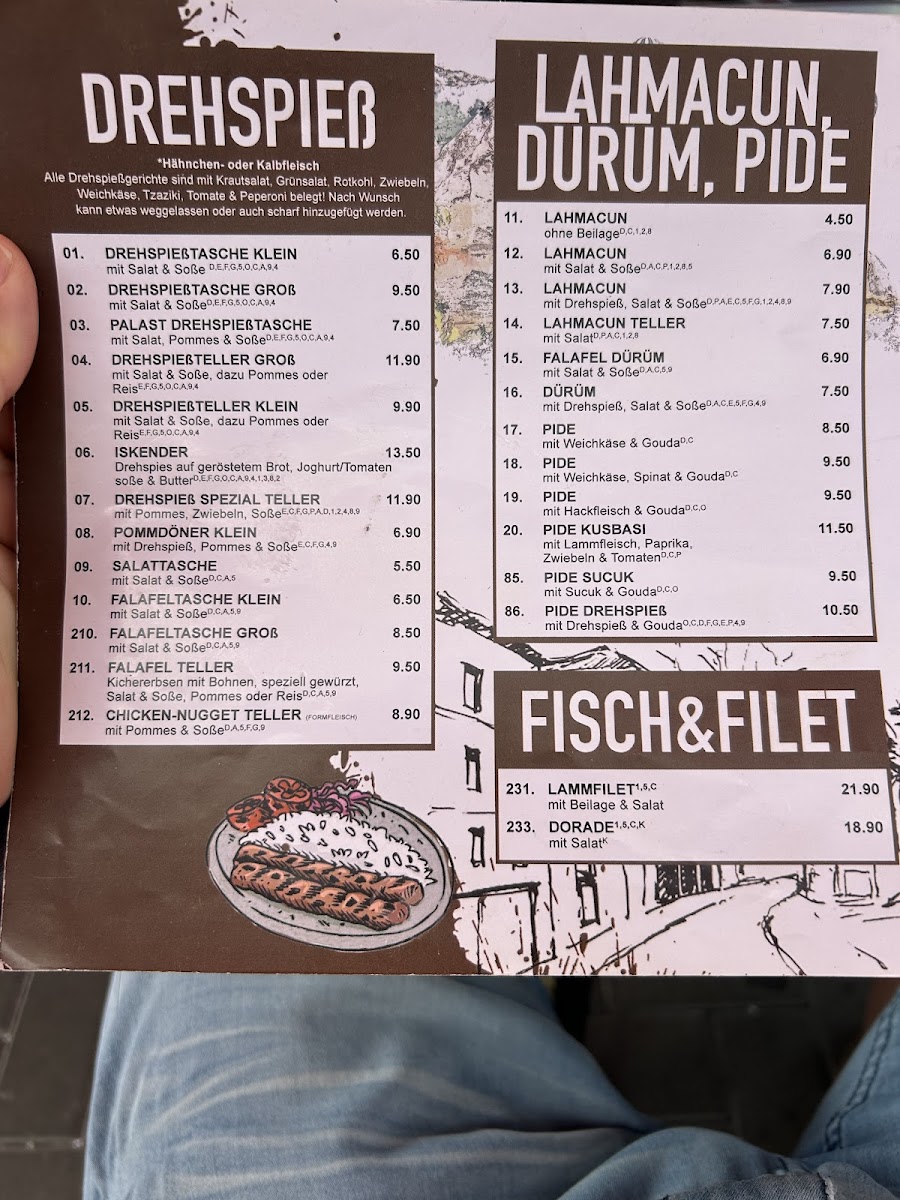 DREHSPIEß
*Hähnchen- oder Kalbfleisch
Alle Drehspießgerichte sind mit Krautsalat, Grünsalat, Rotkohl, Zwiebeln,
Weichkäse, Tzaziki, Tomate & Peperoni belegt! Nach Wunsch
kann etwas weggelassen oder auch scharf hinzugefügt werden.
01. DREHSPIEßTASCHE KLEIN 6.50
mit Salat & Soße D,E,F,G,5,O,C,A,9,4
02. DREHSPIEßTASCHE GROß 9.50
mit Salat & Soße D,E,F,G,5,O,C,A,9,4
03. PALAST DREHSPIEßTASCHE 7.50
mit Salat, Pommes & Soße D,E,F,G,5,O,C,A,9,4
04. DREHSPIEßTELLER GROß 11.90
mit Salat & Soße, dazu Pommes oder
Reis E,F,G,5,O,C,A,9,4
05. DREHSPIEßTELLER KLEIN 9.90
mit Salat & Soße, dazu Pommes oder
Reis E,F,G,5,O,C,A,9,4
06. ISKENDER 13.50
Drehspies auf geröstetem Brot, Joghurt/Tomaten
soße & Butter D,E,F,G,O,C,A,9,4,1,3,8,2
07. DREHSPIEß SPEZIAL TELLER 11.90
mit Pommes, Zwiebeln, Soße E,C,F,G,P,A,D,1,2,4,8,9
08. POMMDÖNER KLEIN 6.90
mit Drehspieß, Pommes & Soße E,C,F,G,4,9
09. SALATTASCHE 5.50
mit Salat & Soße D,C,A,5
10. FALAFELTASCHE KLEIN 6.50
mit Salat & Soße D,C,A,5,9
210. FALAFELTASCHE GROß 8.50
mit Salat & Soße D,C,A,5,9
211. FALAFEL TELLER 9.50
Kichererbsen mit Bohnen, speziell gewürzt,
Salat & Soße, Pommes oder Reis D,C,A,5,9
212. CHICKEN-NUGGET TELLER (FORMFLEISCH) 8.90
mit Pommes & Soße D,A,5,F,G,9
LAHMACUN,
DÜRÜM, PIDE
11. LAHMACUN 4.50
ohne Beilage D,C,1,2,8
12. LAHMACUN 6.90
mit Salat & Soße D,A,C,P,1,2,8,5
13. LAHMACUN 7.90
mit Drehspieß, Salat & Soße D,P,A,E,C,5,F,G,1,2,4,8,9
14. LAHMACUN TELLER 7.50
mit Salat D,P,A,C,1,2,8
15. FALAFEL DÜRÜM 6.90
mit Salat & Soße D,A,C,5,9
16. DÜRÜM 7.50
mit Drehspieß, Salat & Soße D,A,C,E,5,F,G,4,9
17. PIDE 8.50
mit Weichkäse & Gouda D,C
18. PIDE 9.50
mit Weichkäse, Spinat & Gouda D,C
19. PIDE 9.50
mit Hackfleisch & Gouda D,C,O
20. PIDE KUSBASI 11.50
mit Lammfleisch, Paprika,
Zwiebeln & Tomaten D,C,P
85. PIDE SUCUK 9.50
mit Sucuk & Gouda D,C,O
86. PIDE DREHSPIEß 10.50
mit Drehspieß & Gouda O,C,D,F,G,E,P,4,9
FISCH&FILET
231. LAMMFILET 1,5,C 21.90
mit Beilage & Salat
233. DORADE 1,5,C,K 18.90
mit Salat K